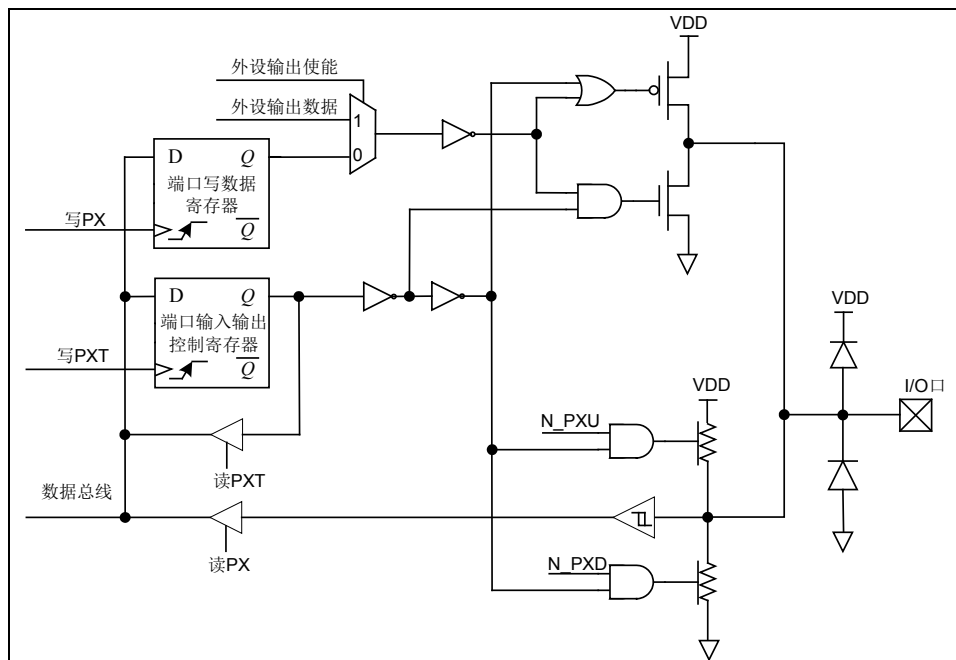 VDD
外设输出使能
外设输出数据
1
0
D Q
端口写数据
寄存器
Q
写PX
D Q
端口输入输出
控制寄存器
Q
写PXT
VDD
I/O口
VDD
N_PXU
读PXT
数据总线
读PX
N_PXD